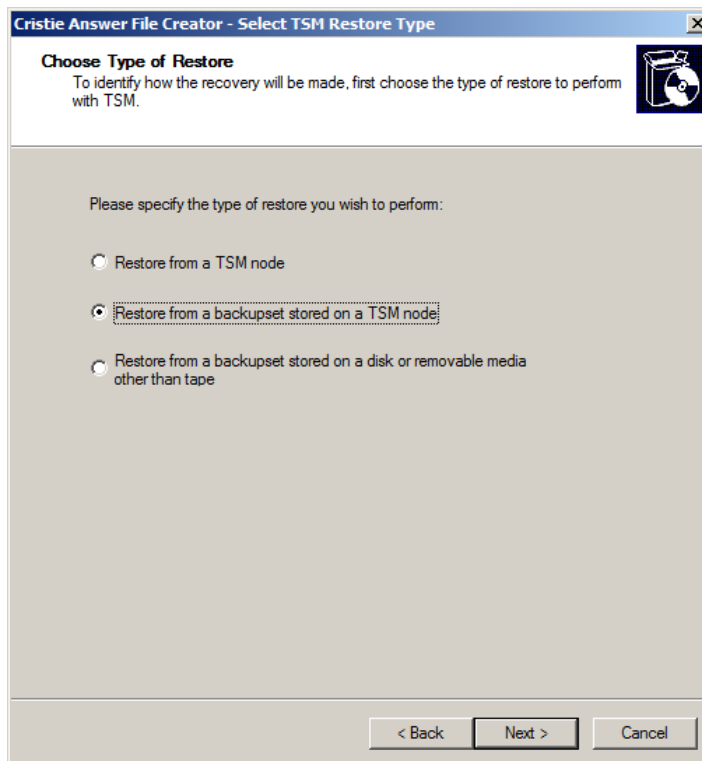 Cristie Answer File Creator - Select TSM Restore Type
Choose Type of Restore
To identify how the recovery will be made, first choose the type of restore to perform
with TSM.
Please specify the type of restore you wish to perform:
Restore from a TSM node
Restore from a backupset stored on a TSM node
Restore from a backupset stored on a disk or removable media
other than tape
< Back
Next >
Cancel